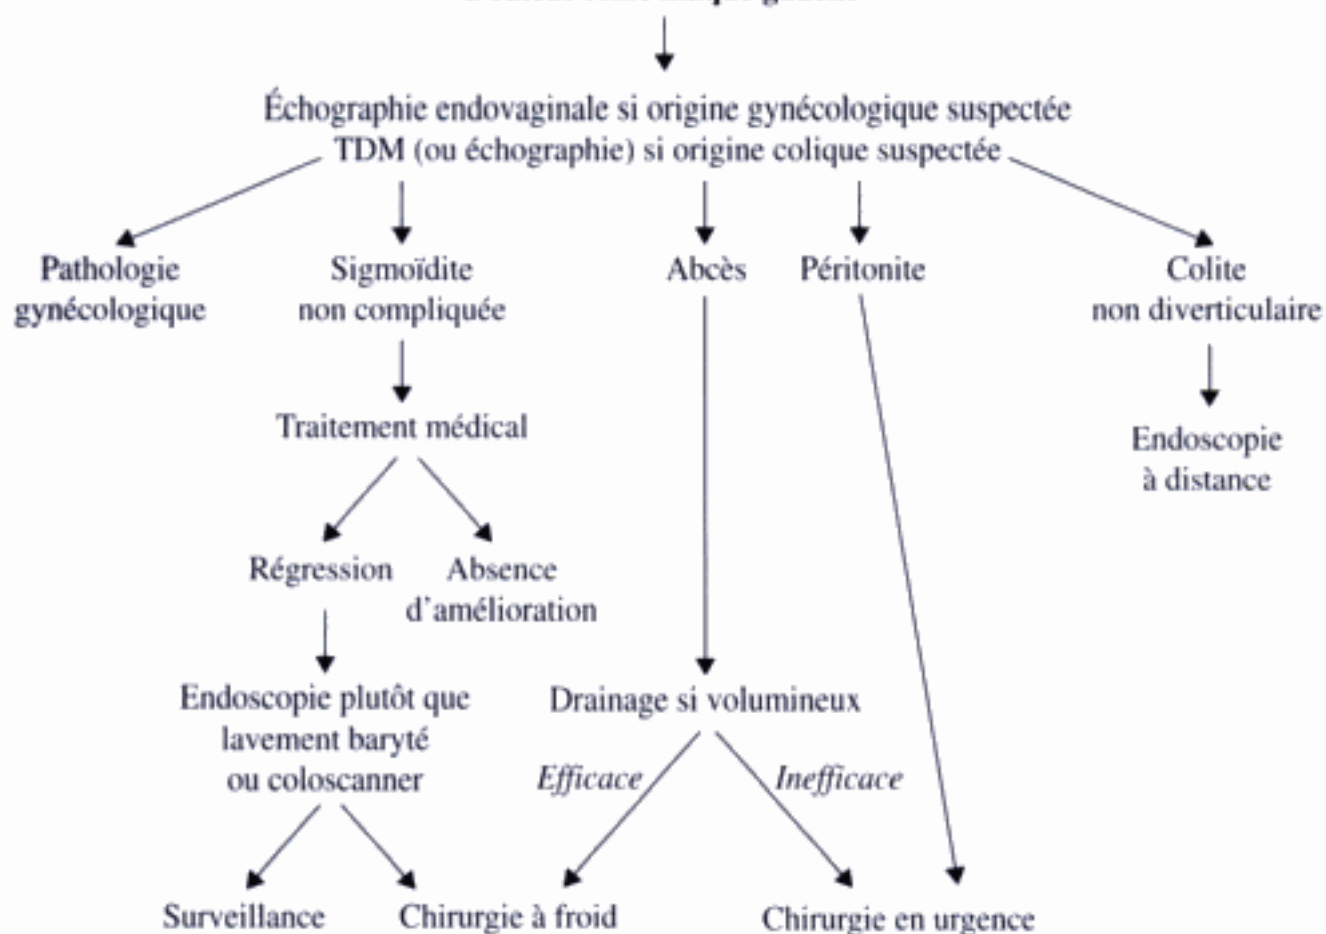 Échographie endovaginale si origine gynécologique suspectée
TDM (ou échographie) si origine colique suspectée
Pathologie
gynécologique
Sigmoïdite
non compliquée
Abcès
Péritonite
Colite
non diverticulaire
Traitement médical
Endoscopie
à distance
Régression
Absence
d'amélioration
Endoscopie plutôt que
lavement baryté
ou coloscanner
Drainage si volumineux
Efficace
Inefficace
Surveillance
Chirurgie à froid
Chirurgie en urgence